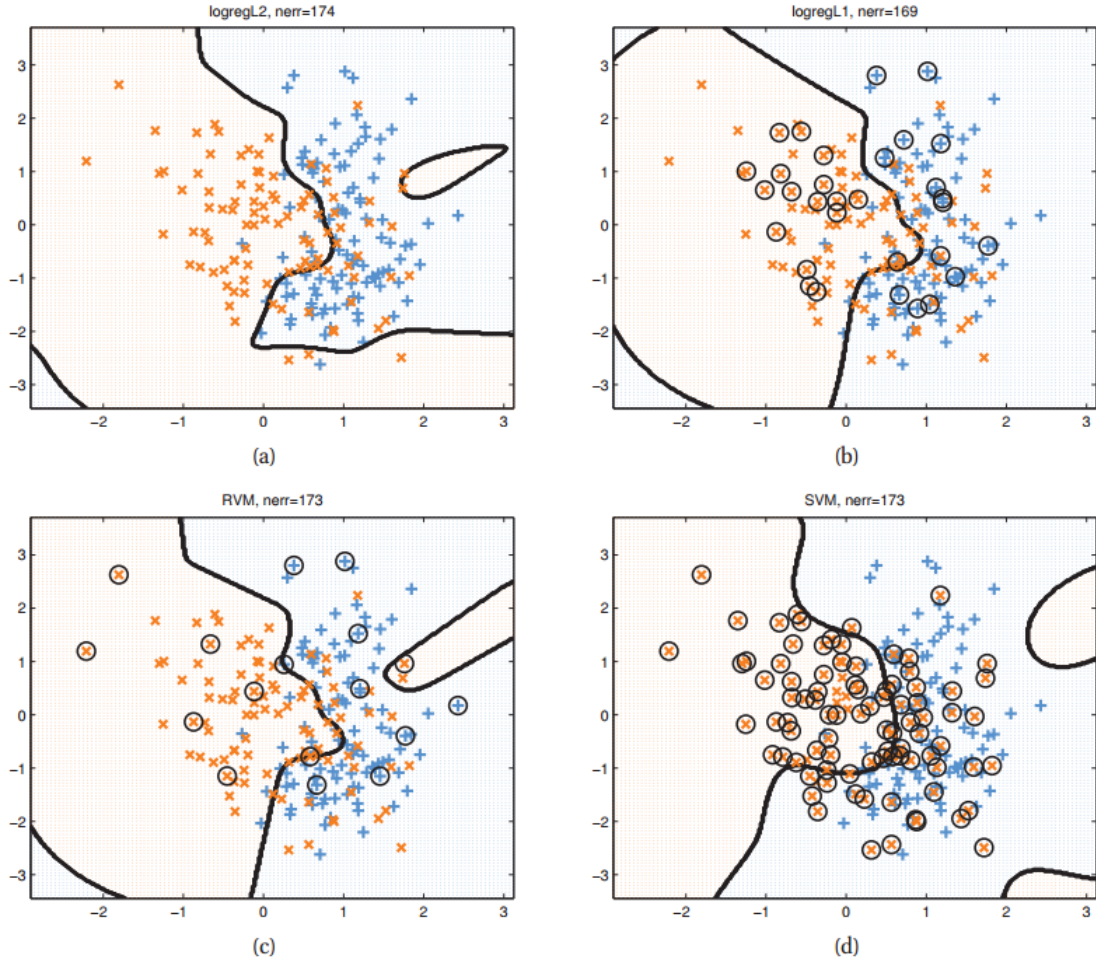 logregL2, nerr=174
3
2
1
0
−1
−2
−3
−2 −1 0 1 2 3
(a)
logregL1, nerr=169
3
2
1
0
−1
−2
−3
−2 −1 0 1 2 3
(b)
RVM, nerr=173
3
2
1
0
−1
−2
−3
−2 −1 0 1 2 3
(c)
SVM, nerr=173
3
2
1
0
−1
−2
−3
−2 −1 0 1 2 3
(d)